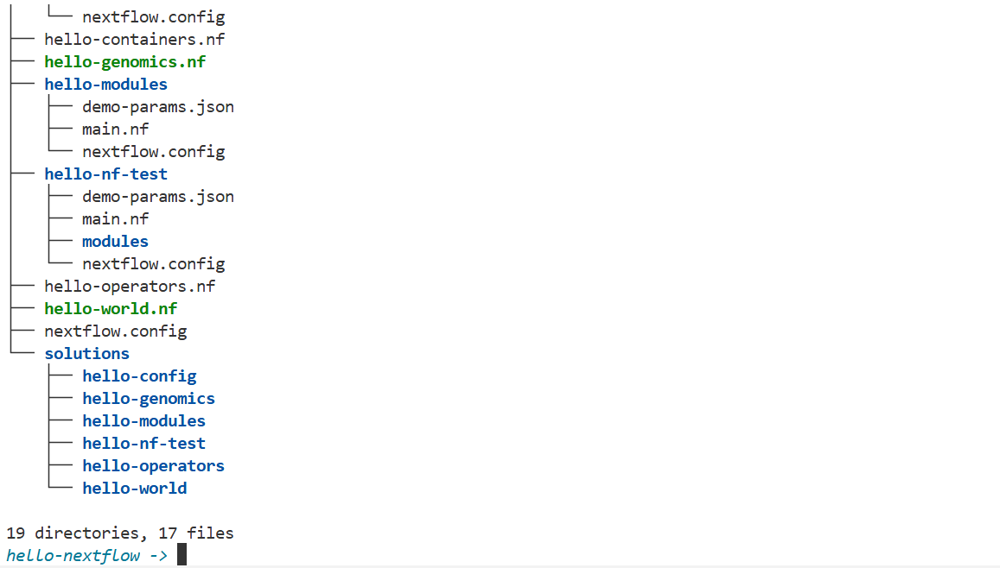 │   └── nextflow.config
├── hello-containers.nf
├── hello-genomics.nf
├── hello-modules
│   ├── demo-params.json
│   ├── main.nf
│   └── nextflow.config
├── hello-nf-test
│   ├── demo-params.json
│   ├── main.nf
│   ├── modules
│   └── nextflow.config
├── hello-operators.nf
├── hello-world.nf
├── nextflow.config
└── solutions
    ├── hello-config
    ├── hello-genomics
    ├── hello-modules
    ├── hello-nf-test
    ├── hello-operators
    └── hello-world
19 directories, 17 files
hello-nextflow ->